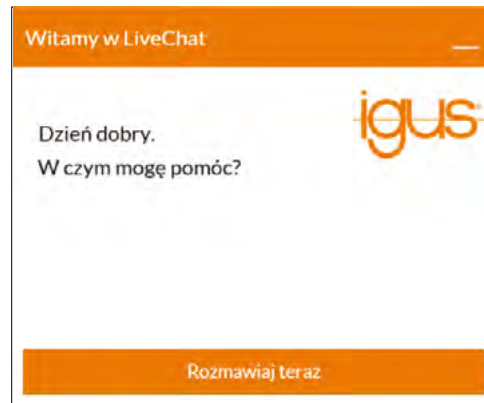 Witamy w LiveChat
igus
Dzień dobry.
W czym mogę pomóc?
Rozmawiaj teraz